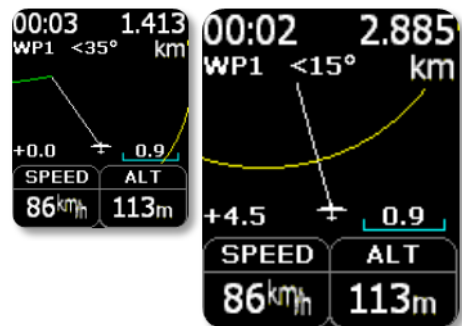 00:03 1.413
WP1 <35° km
+0.0 0.9
SPEED ALT
86km/h 113m
00:02 2.885
WP1 <15° km
+4.5 0.9
SPEED ALT
86km/h 113m